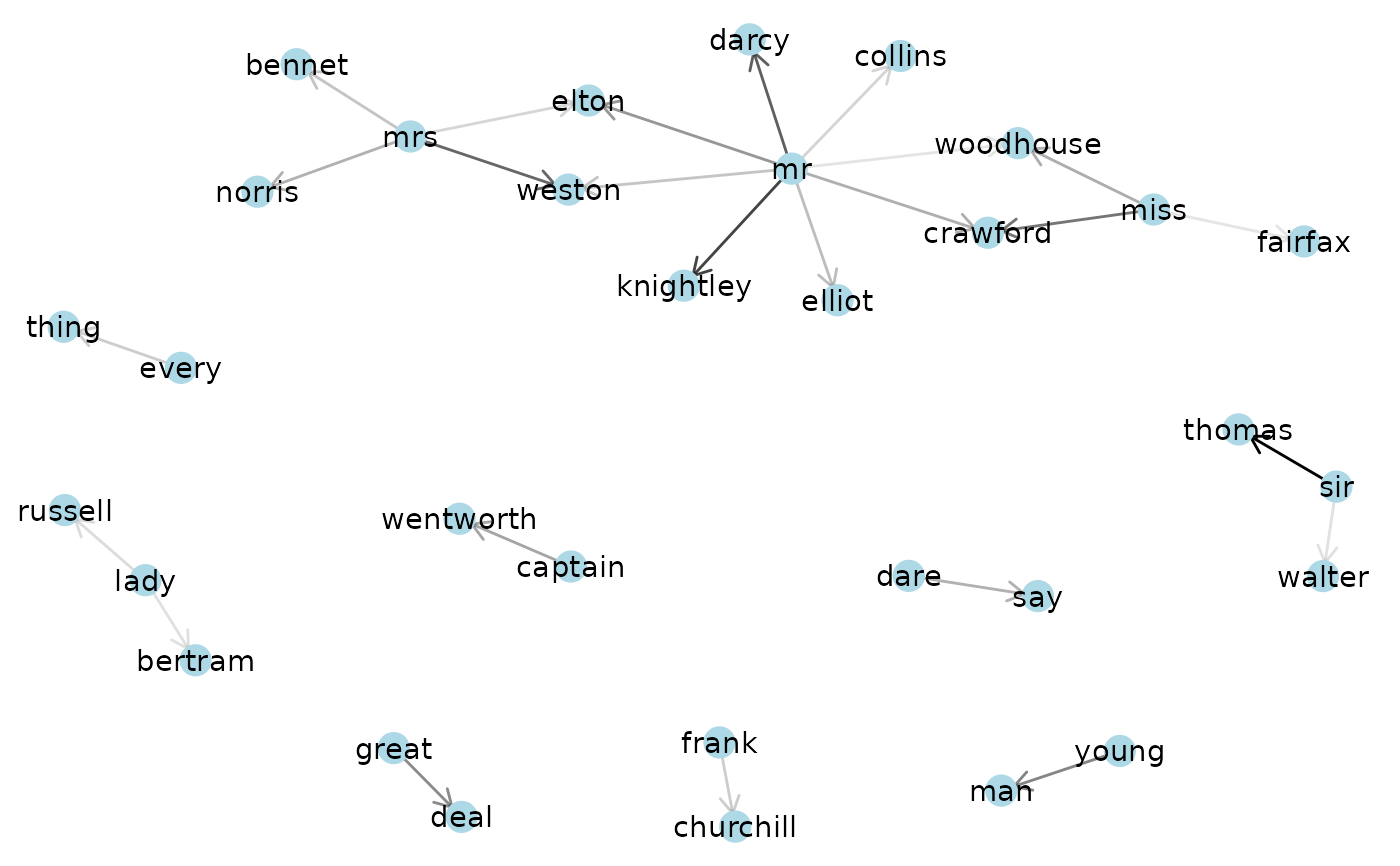 darcy
collins
bennet
elton
mrs
woodhouse
mr
norris
weston
miss
crawford
fairfax
knightley
elliot
thing
every
thomas
sir
russell
wentworth
captain
dare
say
walter
lady
bertram
great
frank
young
man
deal
churchill